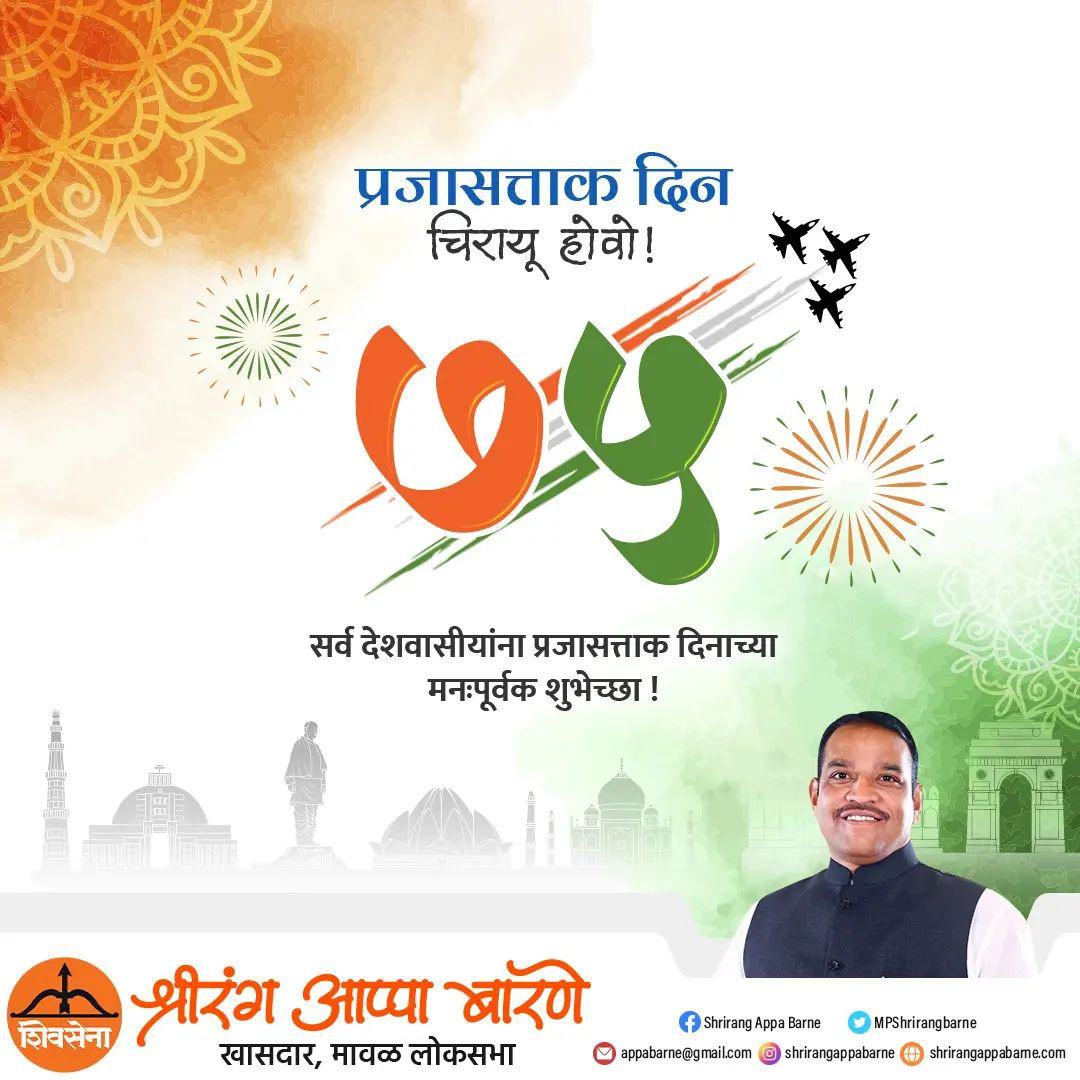 प्रजासत्ताक दिन
चिरायू होवो!
७५
सर्व देशवासीयांना प्रजासत्ताक दिनाच्या
मनःपूर्वक शुभेच्छा !
शिवसेना
श्रीरंग आप्पा बारणे
खासदार, मावळ लोकसभा
Shrirang Appa Barne MPShrirangbarne
appabarne@gmail.com shrirangappabarne shrirangappabarne.com